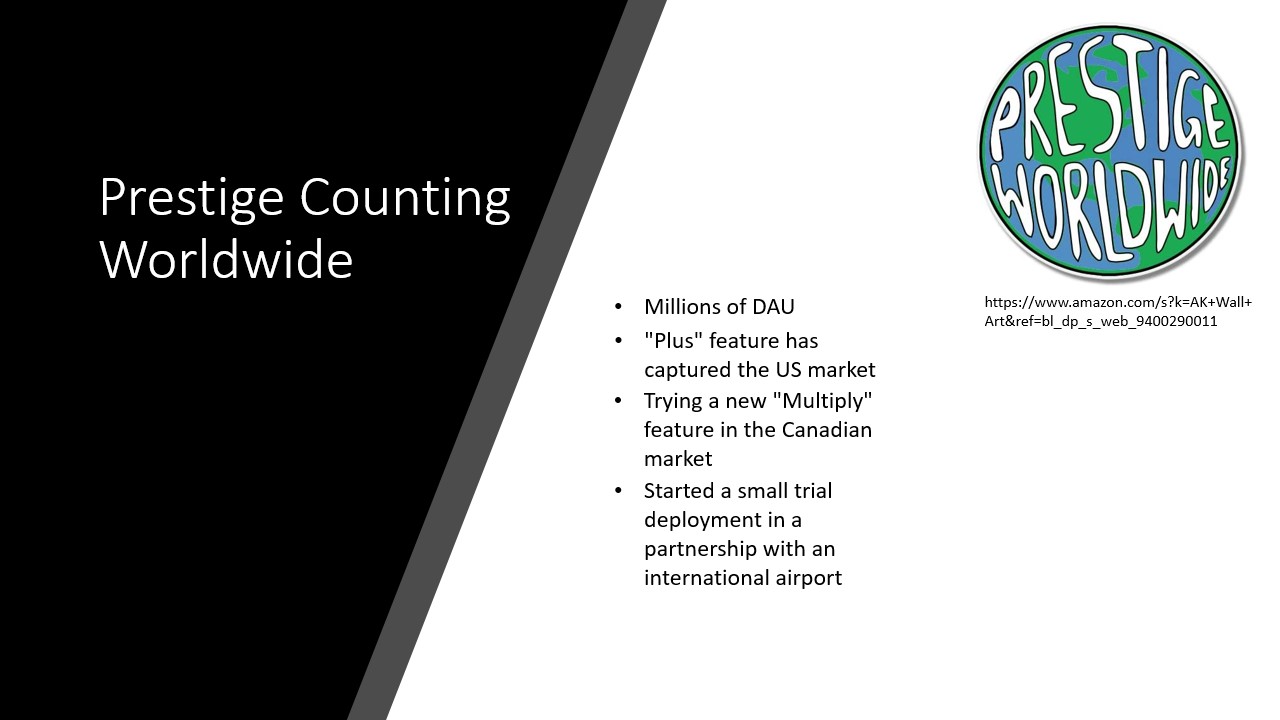 Prestige Counting
Worldwide
PRESTIGE
WORLDWIDE
https://www.amazon.com/s?k=AK+Wall+
Art&ref=bl_dp_s_web_9400290011
• Millions of DAU
• "Plus" feature has
captured the US market
• Trying a new "Multiply"
feature in the Canadian
market
• Started a small trial
deployment in a
partnership with an
international airport